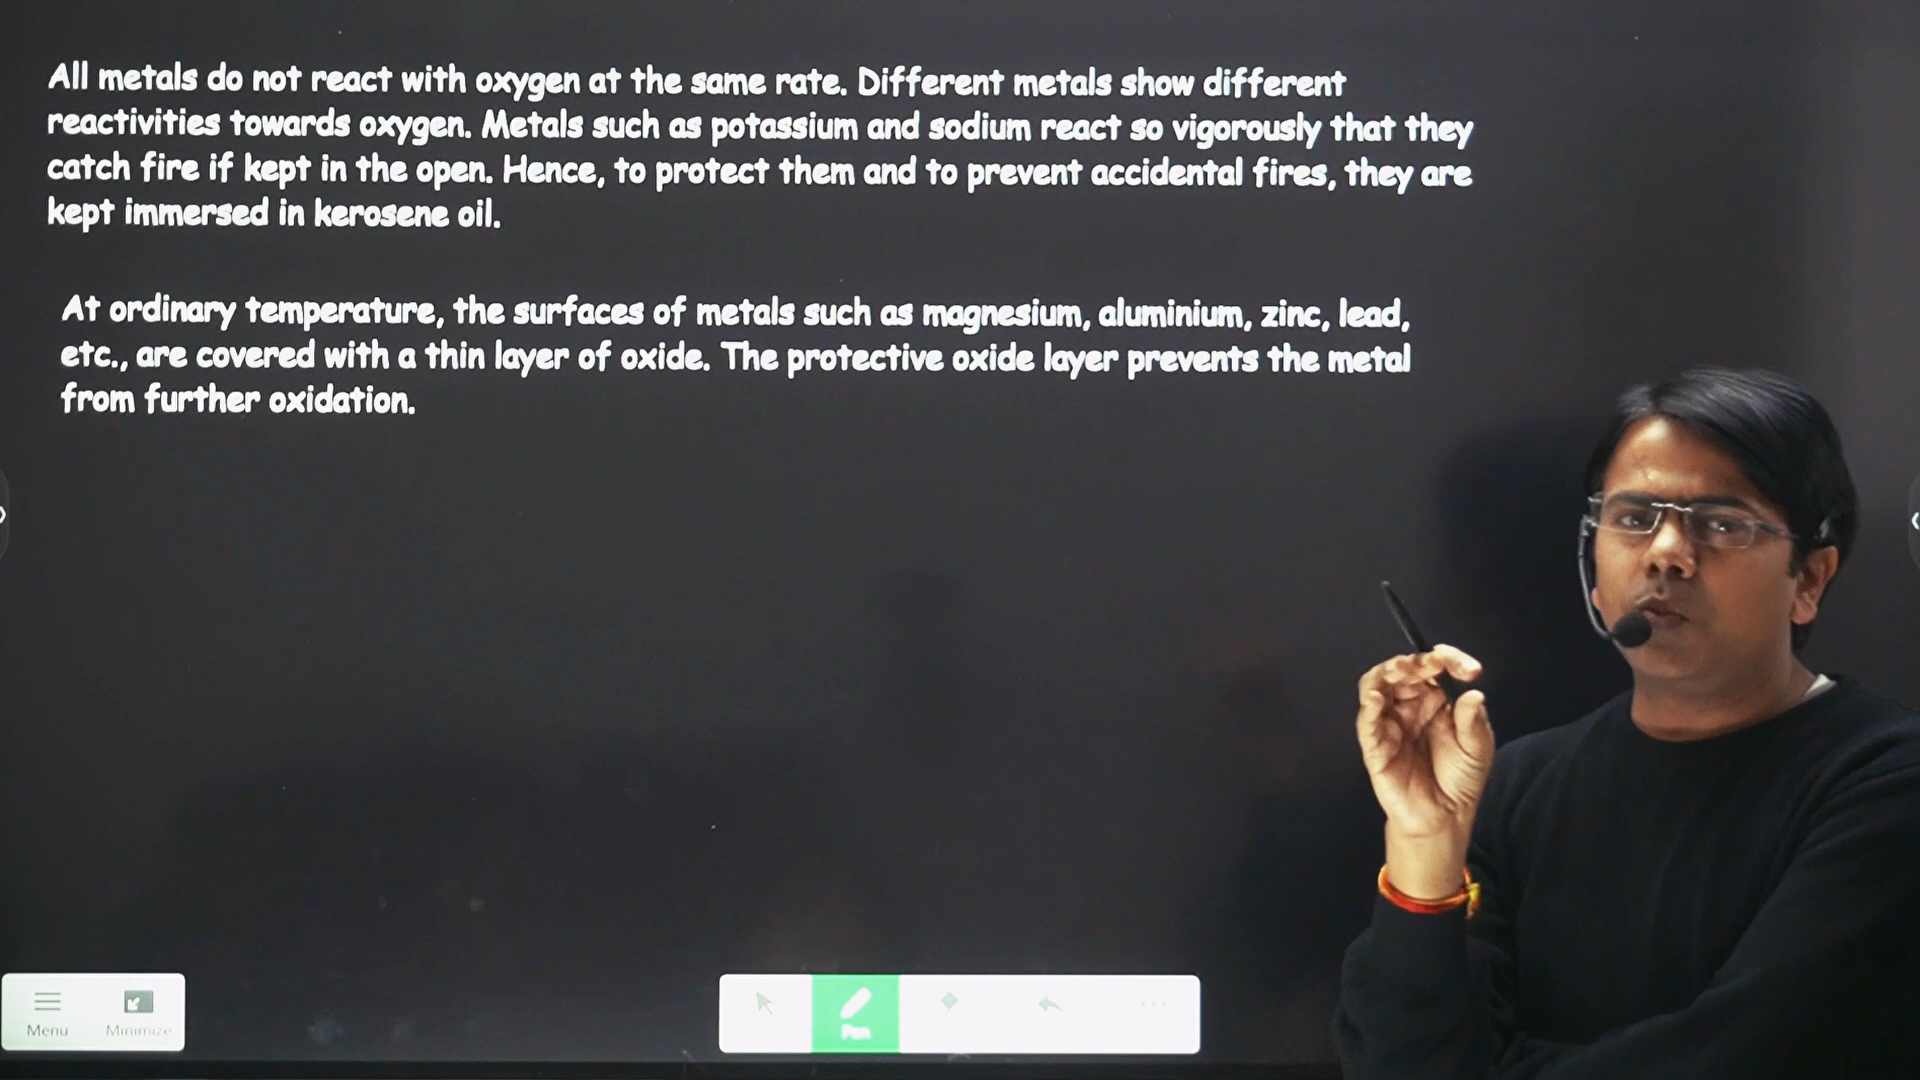 All metals do not react with oxygen at the same rate. Different metals show different
reactivities towards oxygen. Metals such as potassium and sodium react so vigorously that they
catch fire if kept in the open. Hence, to protect them and to prevent accidental fires, they are
kept immersed in kerosene oil.
At ordinary temperature, the surfaces of metals such as magnesium, aluminium, zinc, lead,
etc., are covered with a thin layer of oxide. The protective oxide layer prevents the metal
from further oxidation.
Menu Minimize Pen